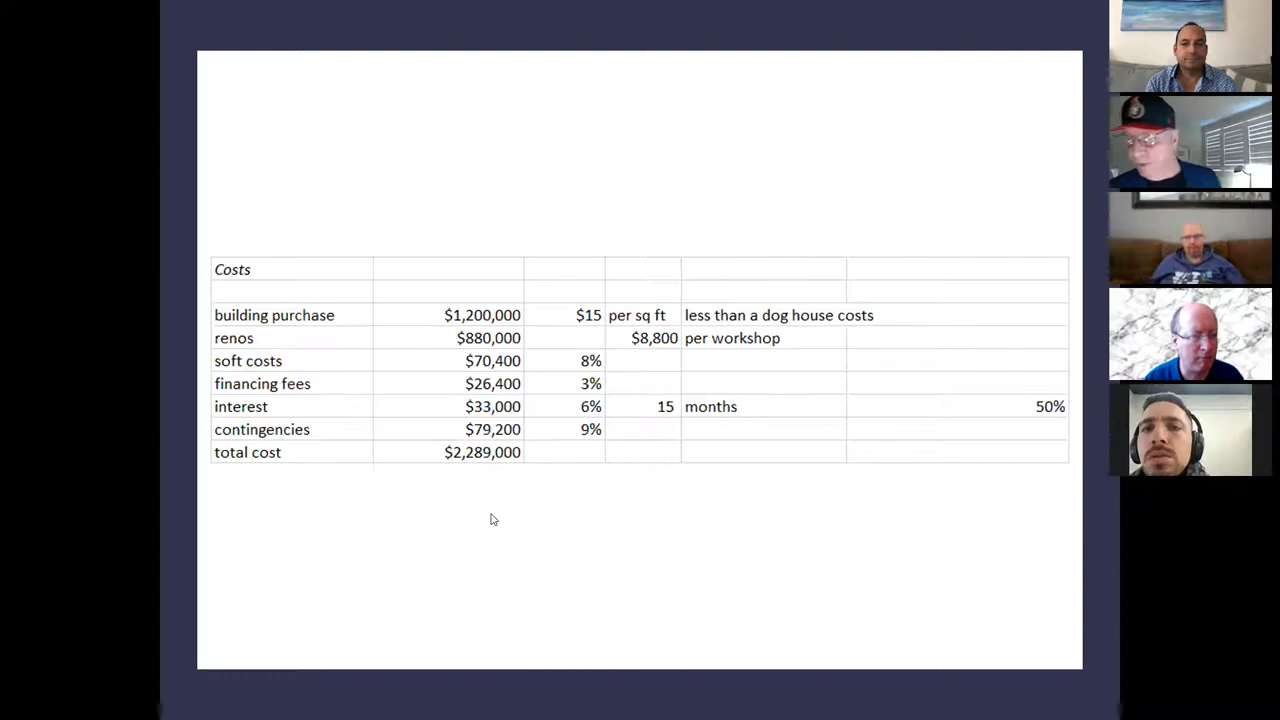 Costs
building purchase $1,200,000 $15 per sq ft less than a dog house costs
renos $880,000 $8,800 per workshop
soft costs $70,400 8%
financing fees $26,400 3%
interest $33,000 6% 15 months 50%
contingencies $79,200 9%
total cost $2,289,000